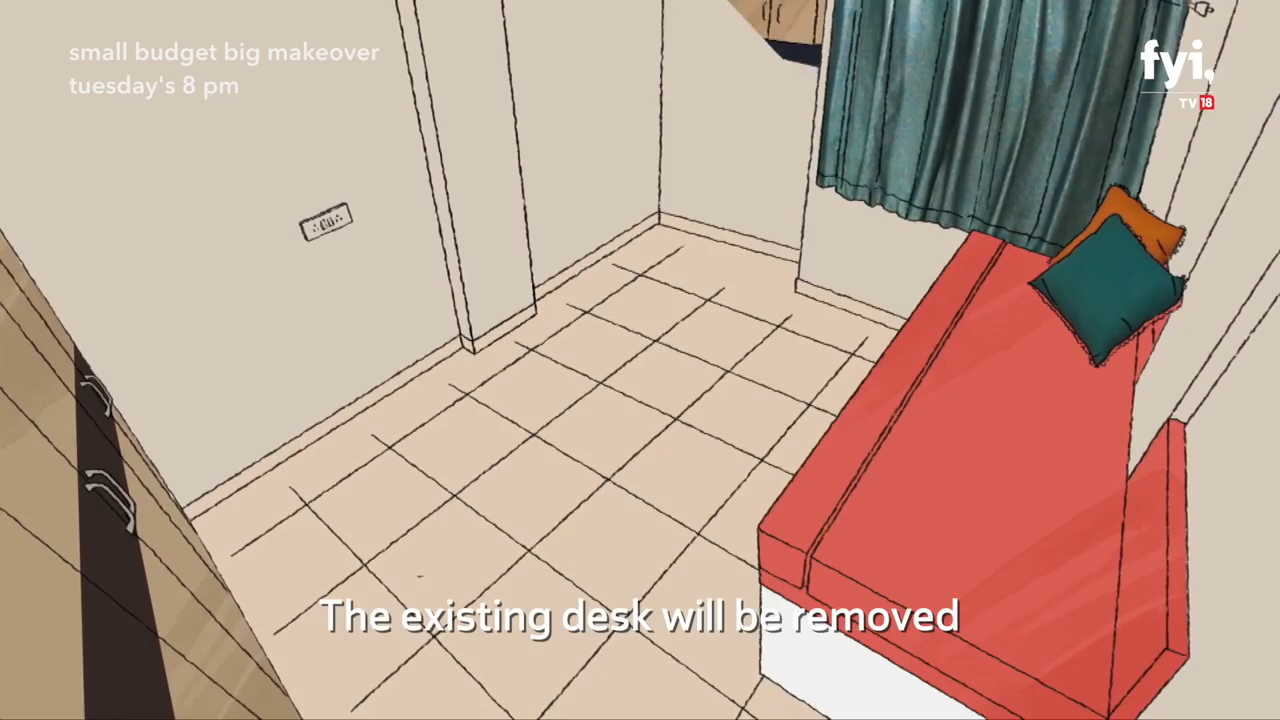 small budget big makeover
tuesday's 8 pm
fyi,
TV18
The existing desk will be removed